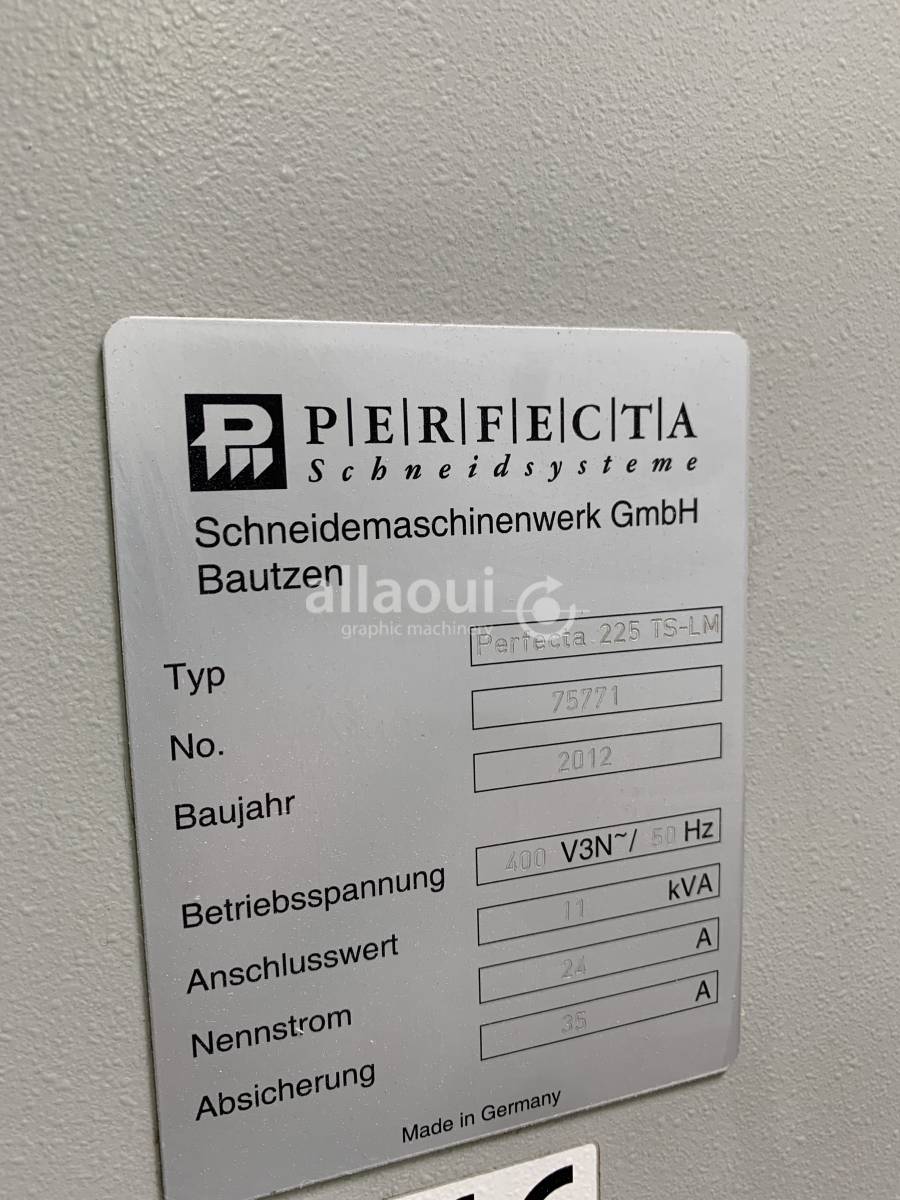 P|E|R|F|E|C|T|A
Schneidsysteme
Schneidemaschinenwerk GmbH
Bautzen
allaoui
graphic machinery
Typ Perfecta 225 TS-LM
No. 75771
Baujahr 2012
Betriebsspannung 400 V3N~/ 50 Hz
Anschlusswert 11 kVA
Nennstrom 24 A
Absicherung 35 A
Made in Germany